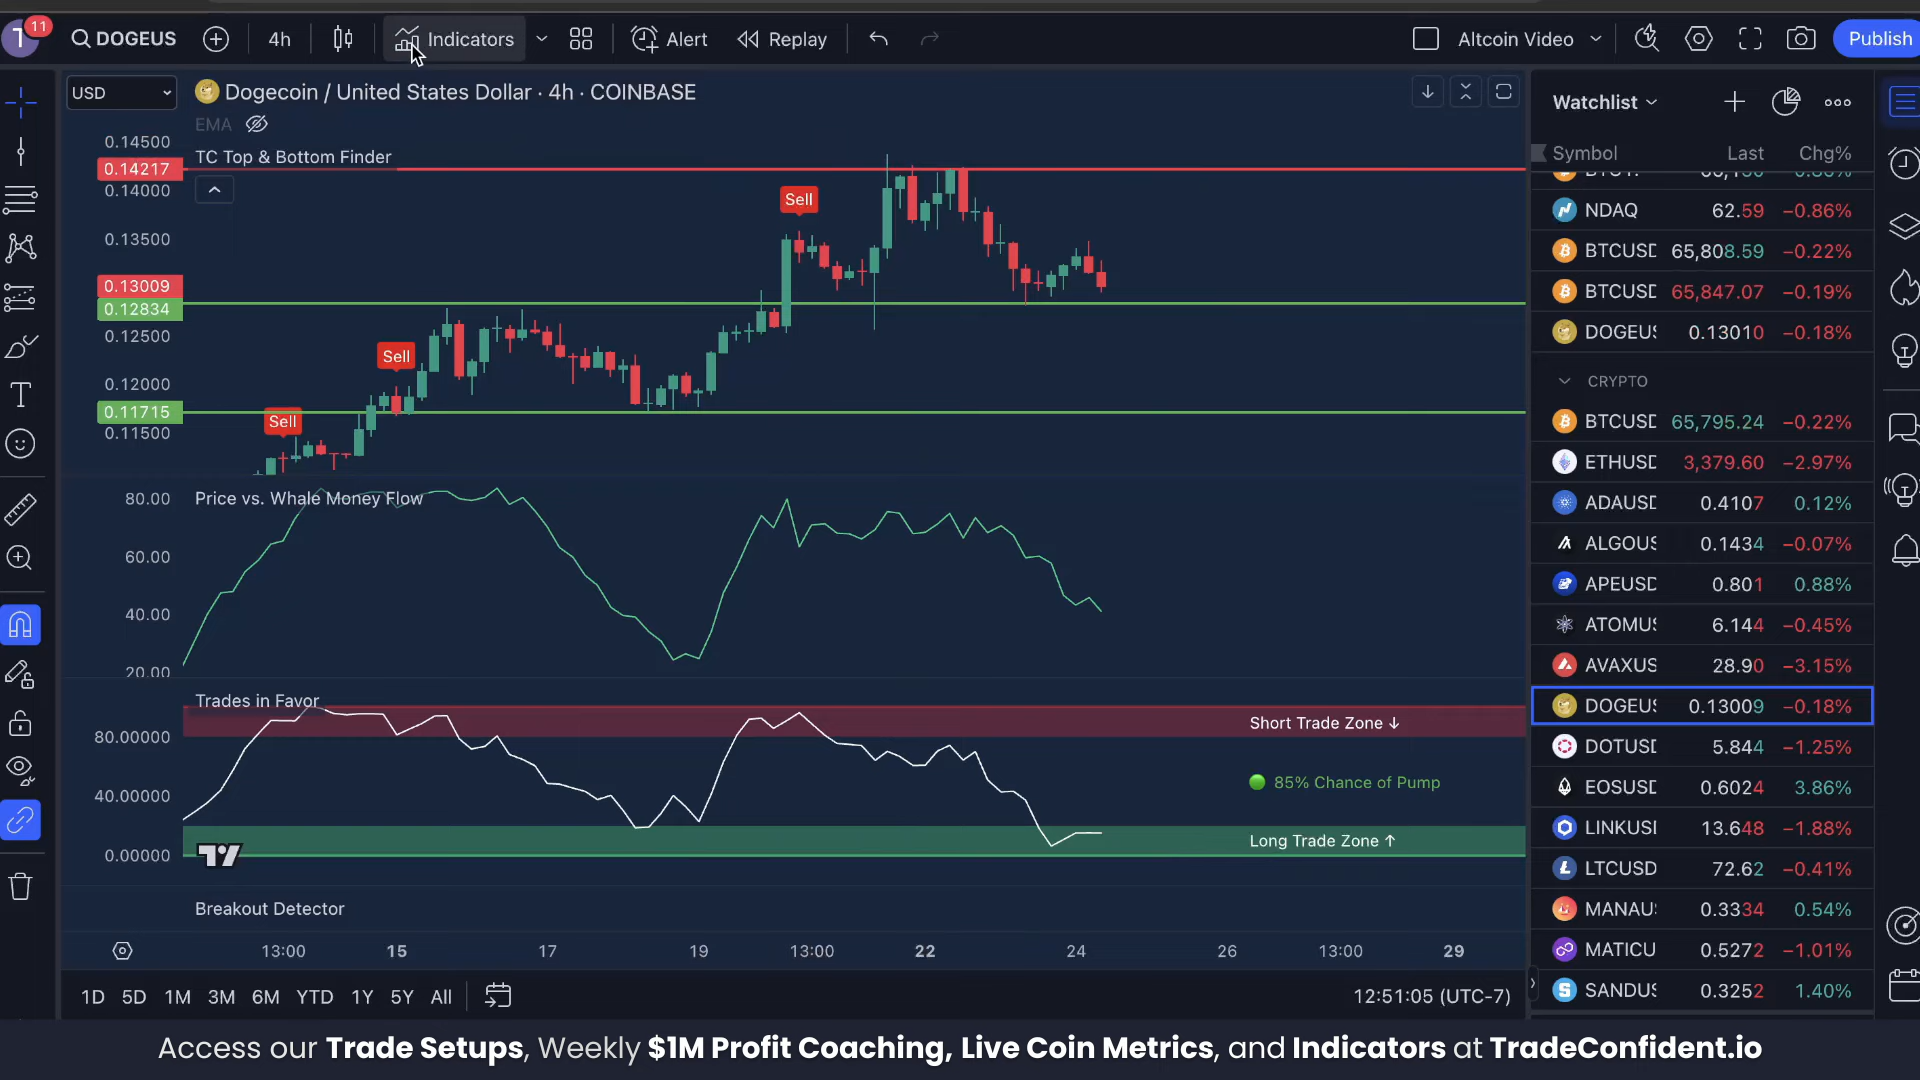 T 11 DOGEUS 4h Indicators Alert Replay Altcoin Video Publish
USD Dogecoin / United States Dollar · 4h · COINBASE
EMA
TC Top & Bottom Finder
0.14500
0.14217
0.14000
0.13500
0.13009
0.12834
0.12500
0.12000
0.11715
0.11500
Sell
Sell
Sell
Price vs. Whale Money Flow
80.00
60.00
40.00
20.00
Trades in Favor
80.00000
40.00000
0.00000
Short Trade Zone ↓
85% Chance of Pump
Long Trade Zone ↑
Breakout Detector
13:00 15 17 19 13:00 22 24 26 13:00 29
1D 5D 1M 3M 6M YTD 1Y 5Y All 12:51:05 (UTC-7)
Watchlist
Symbol Last Chg%
NDAQ 62.59 −0.86%
BTCUSD 65,808.59 −0.22%
BTCUSD 65,847.07 −0.19%
DOGEUS 0.13010 −0.18%
CRYPTO
BTCUSD 65,795.24 −0.22%
ETHUSD 3,379.60 −2.97%
ADAUSD 0.4107 0.12%
ALGOUS 0.1434 −0.07%
APEUSD 0.801 0.88%
ATOMUS 6.144 −0.45%
AVAXUS 28.90 −3.15%
DOGEUS 0.13009 −0.18%
DOTUSD 5.844 −1.25%
EOSUSD 0.6024 3.86%
LINKUSD 13.648 −1.88%
LTCUSD 72.62 −0.41%
MANAUS 0.3334 0.54%
MATICU 0.5272 −1.01%
SANDUS 0.3252 1.40%
Access our Trade Setups, Weekly $1M Profit Coaching, Live Coin Metrics, and Indicators at TradeConfident.io